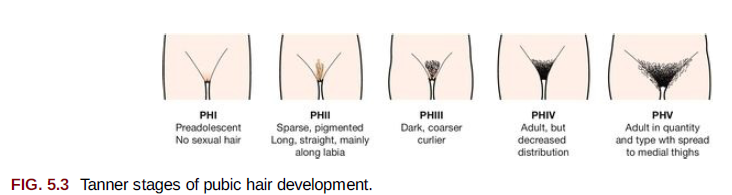 PHI
Preadolescent
No sexual hair
PHII
Sparse, pigmented
Long, straight, mainly
along labia
PHIII
Dark, coarser
curlier
PHIV
Adult, but
decreased
distribution
PHV
Adult in quantity
and type wth spread
to medial thighs
FIG. 5.3 Tanner stages of pubic hair development.